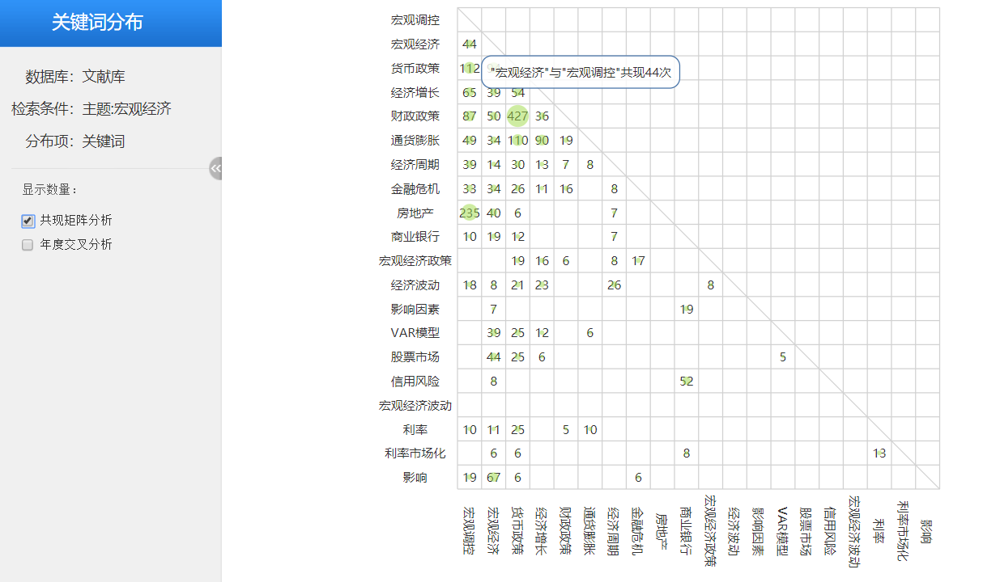 关键词分布
数据库：文献库
检索条件：主题:宏观经济
分布项：关键词
显示数量：
共现矩阵分析
年度交叉分析
宏观调控
宏观经济 44
货币政策 112
"宏观经济"与"宏观调控"共现44次
经济增长 65 39 54
财政政策 87 50 427 36
通货膨胀 49 34 110 90 19
经济周期 39 14 30 13 7 8
金融危机 33 34 26 11 16 8
房地产 235 40 6 7
商业银行 10 19 12 7
宏观经济政策 19 16 6 8 17
经济波动 18 8 21 23 26 8
影响因素 7 19
VAR模型 39 25 12 6
股票市场 44 25 6 5
信用风险 8 52
宏观经济波动
利率 10 11 25 5 10
利率市场化 6 6 8 13
影响 19 67 6 6
宏观调控
宏观经济
货币政策
经济增长
财政政策
通货膨胀
经济周期
金融危机
房地产
商业银行
宏观经济政策
经济波动
影响因素
VAR模型
股票市场
信用风险
宏观经济波动
利率
利率市场化
影响